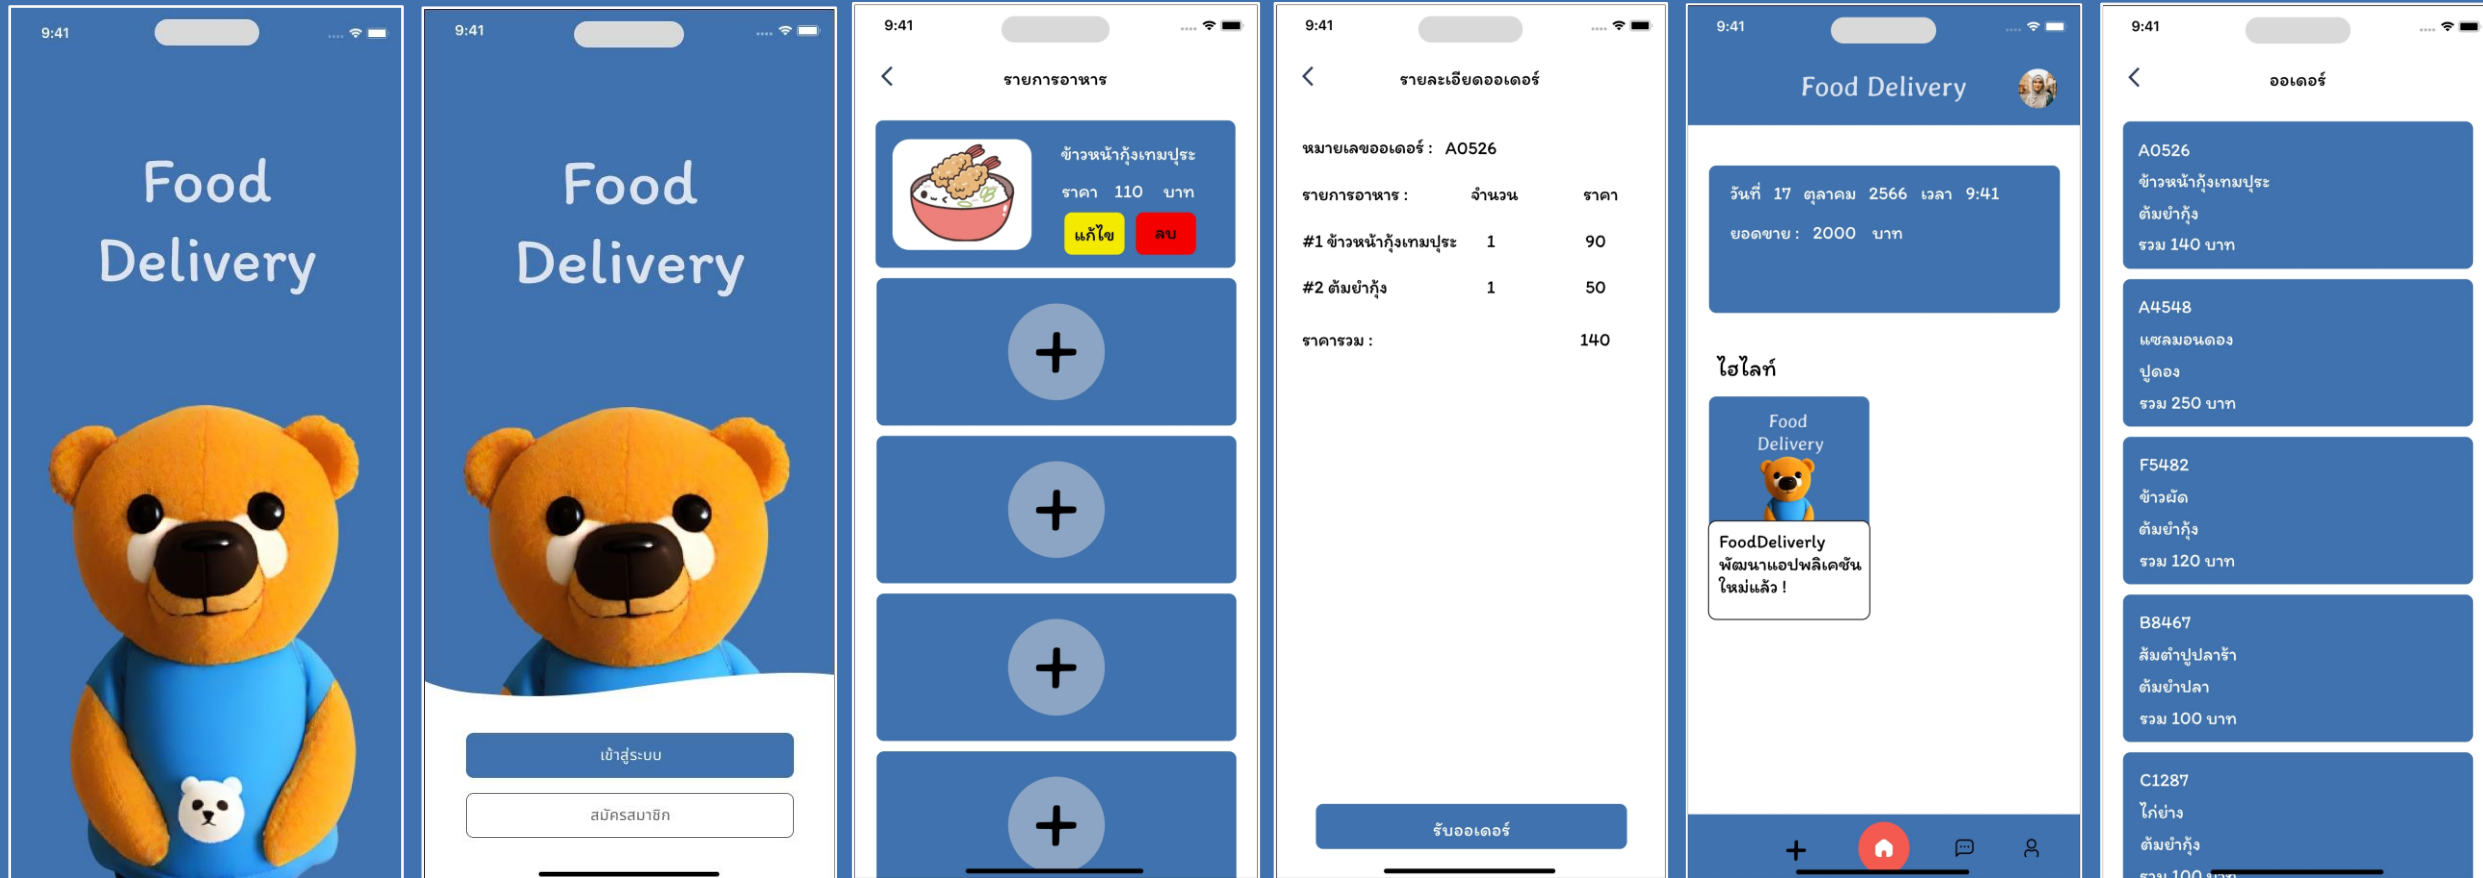 9:41
Food
Delivery
9:41
Food
Delivery
เข้าสู่ระบบ
สมัครสมาชิก
9:41
รายการอาหาร
ข้าวหน้ากุ้งเทมปุระ
ราคา 110 บาท
แก้ไข ลบ
9:41
รายละเอียดออเดอร์
หมายเลขออเดอร์ : A0526
รายการอาหาร : จำนวน ราคา
#1 ข้าวหน้ากุ้งเทมปุระ 1 90
#2 ต้มยำกุ้ง 1 50
ราคารวม : 140
รับออเดอร์
9:41
Food Delivery
วันที่ 17 ตุลาคม 2566 เวลา 9:41
ยอดขาย : 2000 บาท
ไฮไลท์
Food
Delivery
FoodDeliverly
พัฒนาแอปพลิเคชัน
ใหม่แล้ว !
9:41
ออเดอร์
A0526
ข้าวหน้ากุ้งเทมปุระ
ต้มยำกุ้ง
รวม 140 บาท
A4548
แซลมอนดอง
ปูดอง
รวม 250 บาท
F5482
ข้าวผัด
ต้มยำกุ้ง
รวม 120 บาท
B8467
ส้มตำปูปลาร้า
ต้มยำปลา
รวม 100 บาท
C1287
ไก่ย่าง
ต้มยำกุ้ง
รวม 100 บาท